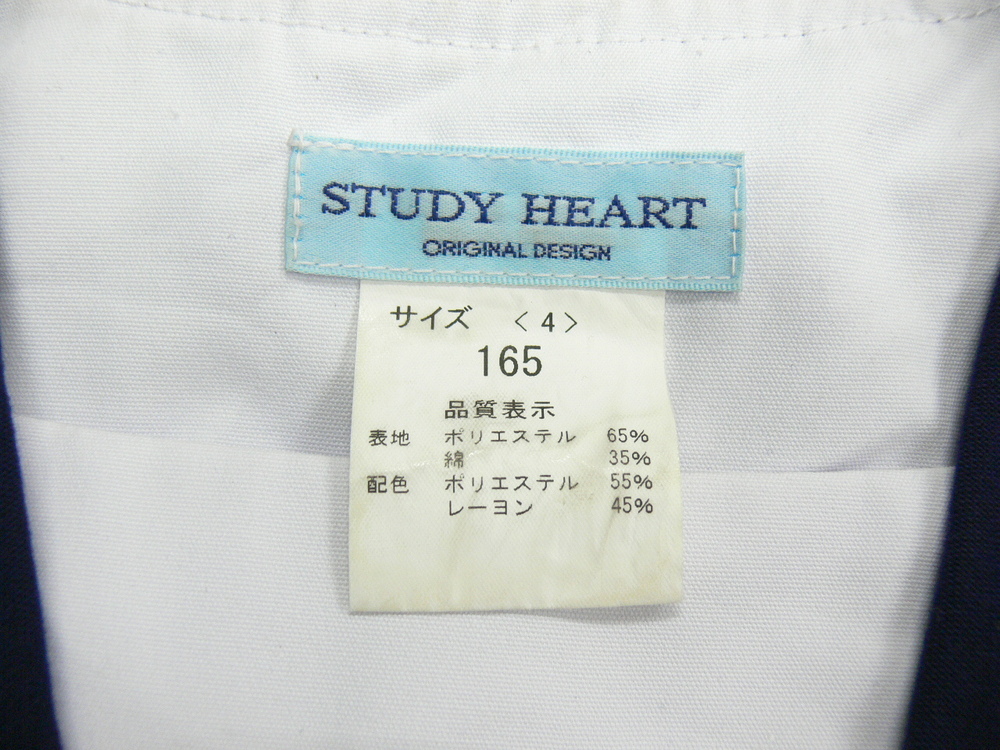 STUDY HEART
ORIGINAL DESIGN
サイズ 〈4〉
165
品質表示
表地 ポリエステル 65%
綿 35%
配色 ポリエステル 55%
レーヨン 45%